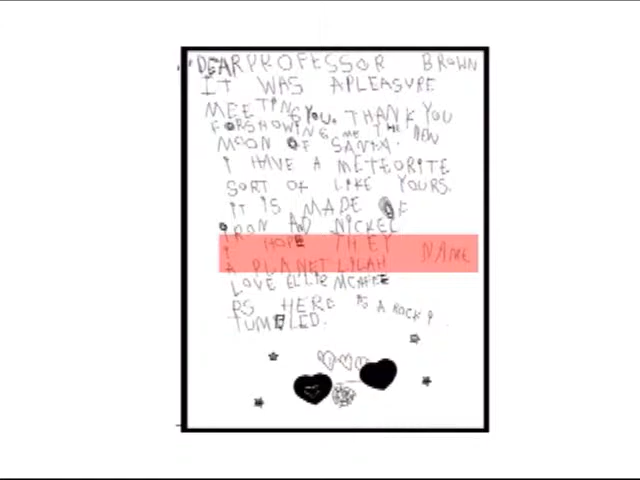 DEAR PROFESSOR BROWN
IT WAS A PLEASURE
MEETING YOU. THANK YOU
FOR SHOWING ME THE NEW
MOON OF SANTA.
I HAVE A METEORITE
SORT OF LIKE YOURS.
IT IS MADE OF
IRON AD NICKEL
I HOPE THEY NAME
A PLANET LILAH
LOVE ELLIE MCAFEE
PS HERE IS A ROCK I
TUMBLED.